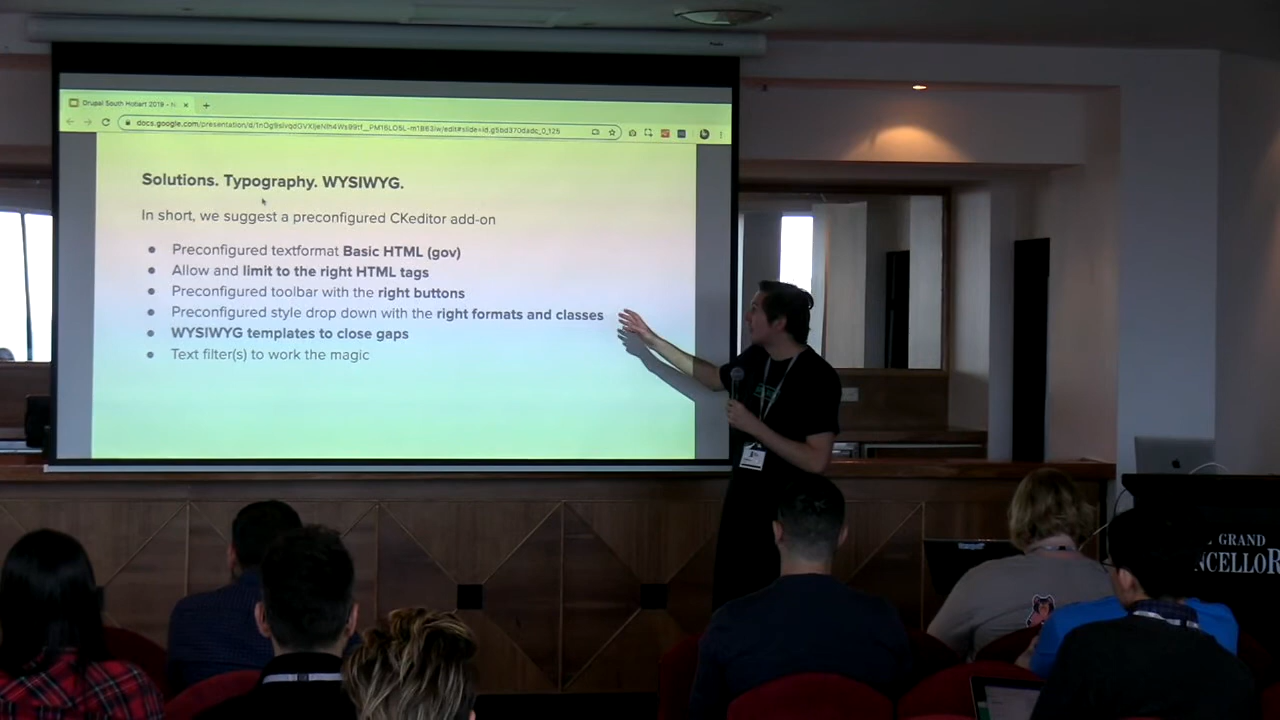 Drupal South Hobart 2019 - N
Solutions. Typography. WYSIWYG.
In short, we suggest a preconfigured CKeditor add-on
● Preconfigured textformat Basic HTML (gov)
● Allow and limit to the right HTML tags
● Preconfigured toolbar with the right buttons
● Preconfigured style drop down with the right formats and classes
● WYSIWYG templates to close gaps
● Text filter(s) to work the magic
GRAND
NCELLOR